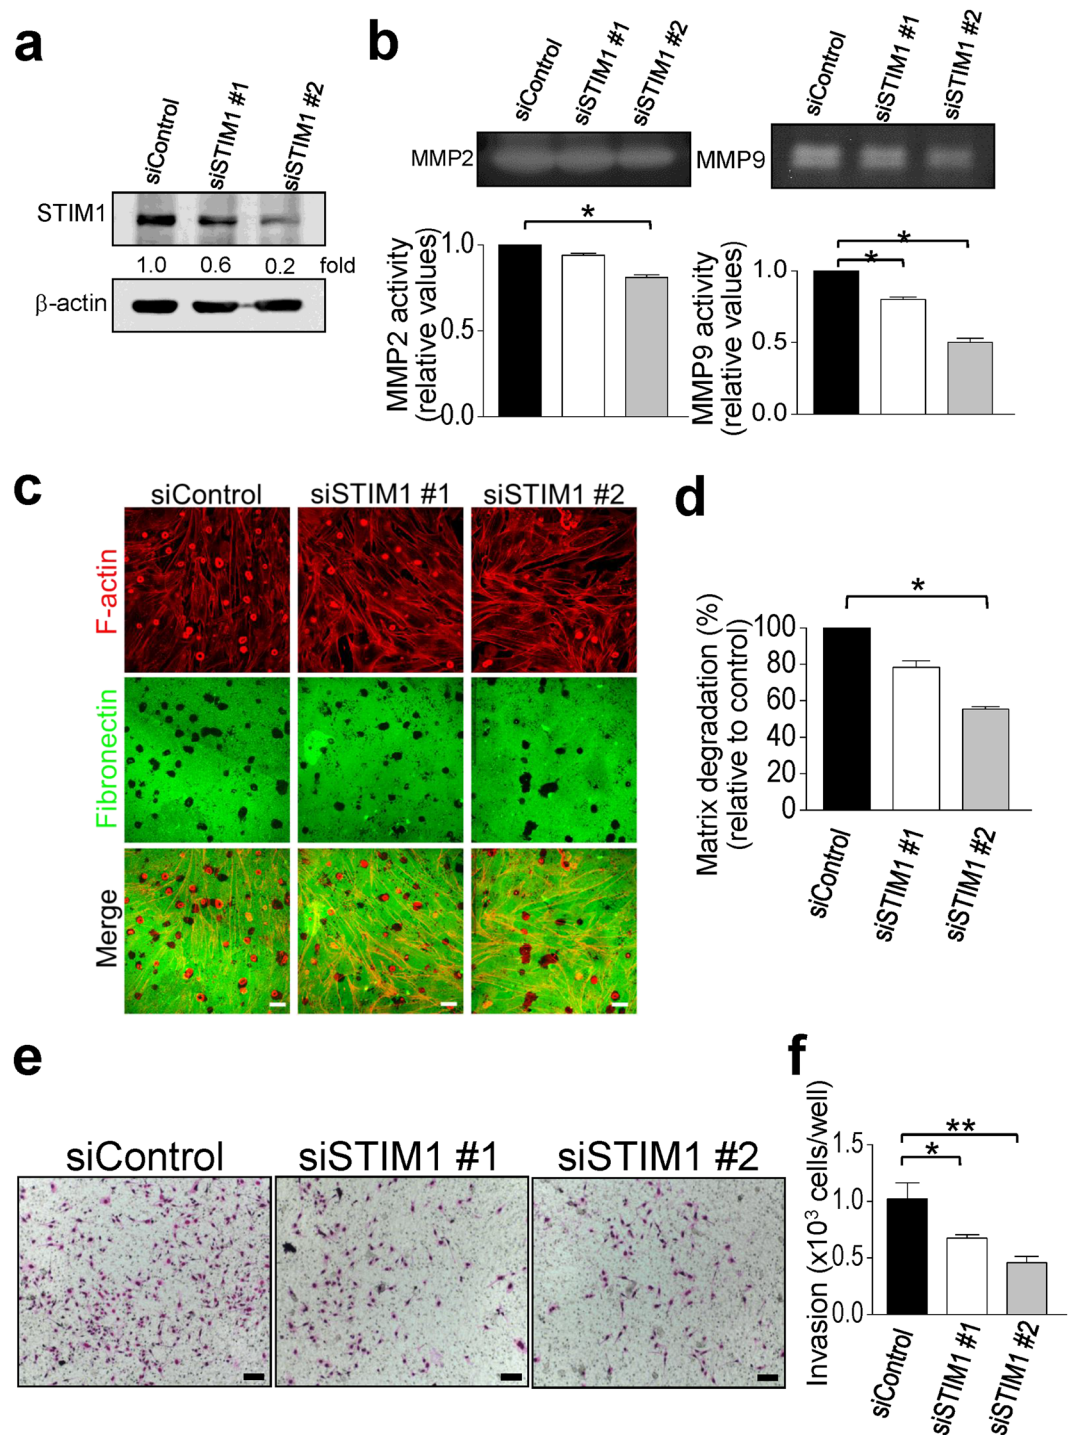 a
siControl
siSTIM1 #1
siSTIM1 #2
STIM1
1.0 0.6 0.2 fold
β-actin
b
siControl
siSTIM1 #1
siSTIM1 #2
MMP2
siControl
siSTIM1 #1
siSTIM1 #2
MMP9
MMP2 activity
(relative values)
1.0
0.5
0.0
*
MMP9 activity
(relative values)
1.0
0.5
0.0
*
*
c
siControl siSTIM1 #1 siSTIM1 #2
F-actin
Fibronectin
Merge
d
Matrix degradation (%)
(relative to control)
100
80
60
40
20
0
*
siControl
siSTIM1 #1
siSTIM1 #2
e
siControl siSTIM1 #1 siSTIM1 #2
f
Invasion (x10³ cells/well)
1.5
1.0
0.5
0.0
**
*
siControl
siSTIM1 #1
siSTIM1 #2